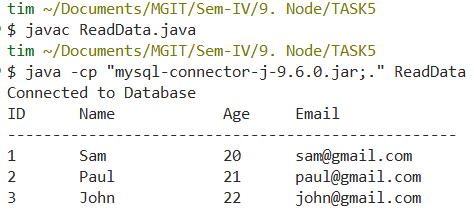 tim ~/Documents/MGIT/Sem-IV/9. Node/TASK5
$ javac ReadData.java
tim ~/Documents/MGIT/Sem-IV/9. Node/TASK5
$ java -cp "mysql-connector-j-9.6.0.jar;." ReadData
Connected to Database
ID      Name            Age     Email
--------------------------------------------------
1       Sam             20      sam@gmail.com
2       Paul            21      paul@gmail.com
3       John            22      john@gmail.com